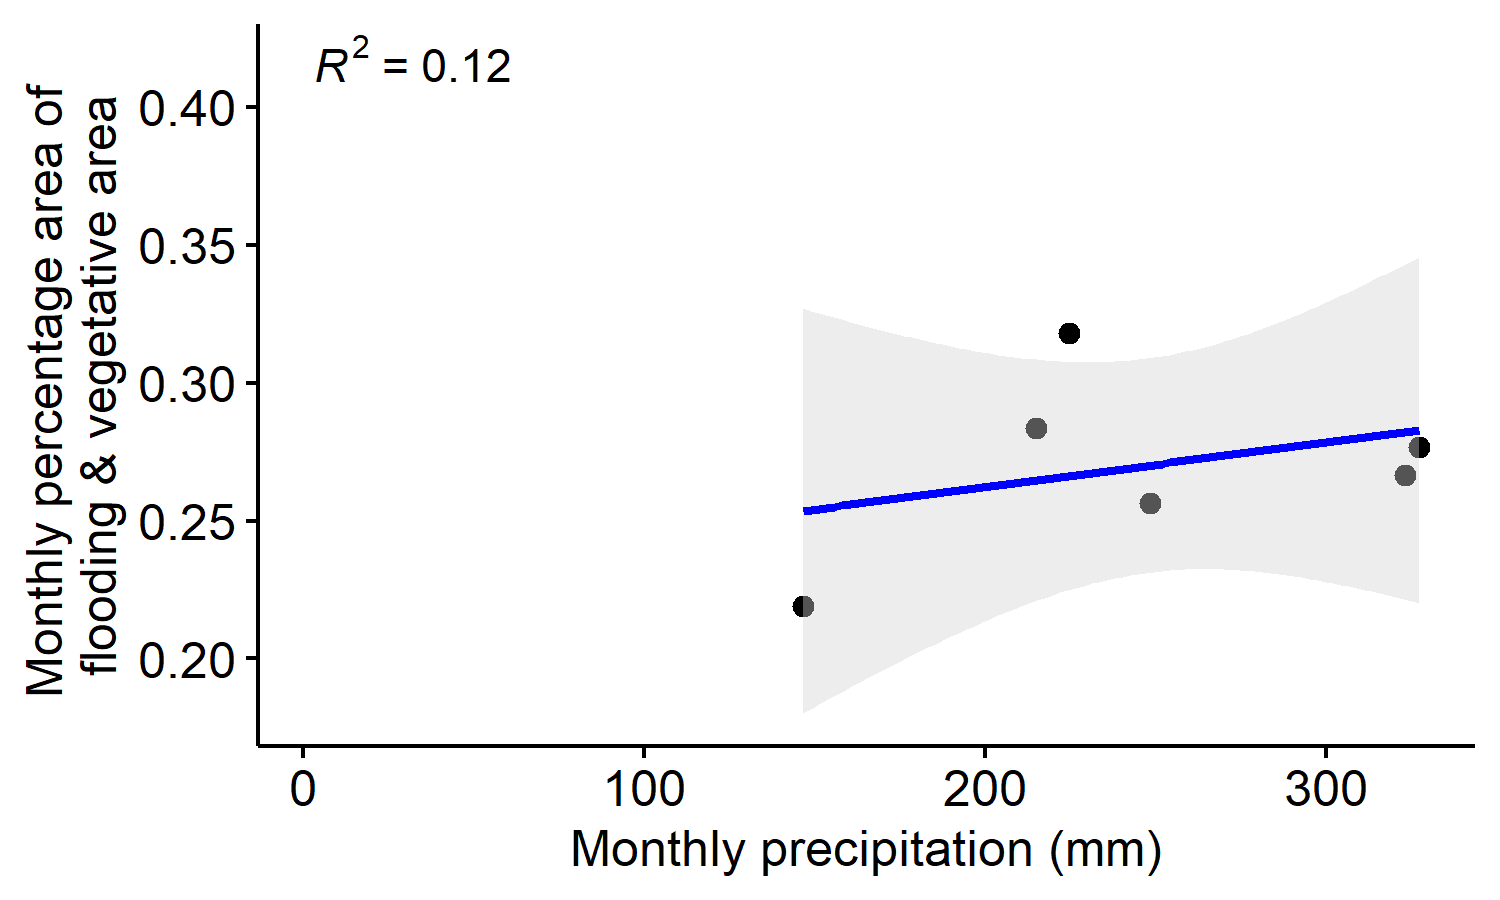 R² = 0.12
Monthly percentage area of
flooding & vegetative area
0.40
0.35
0.30
0.25
0.20
0 100 200 300
Monthly precipitation (mm)